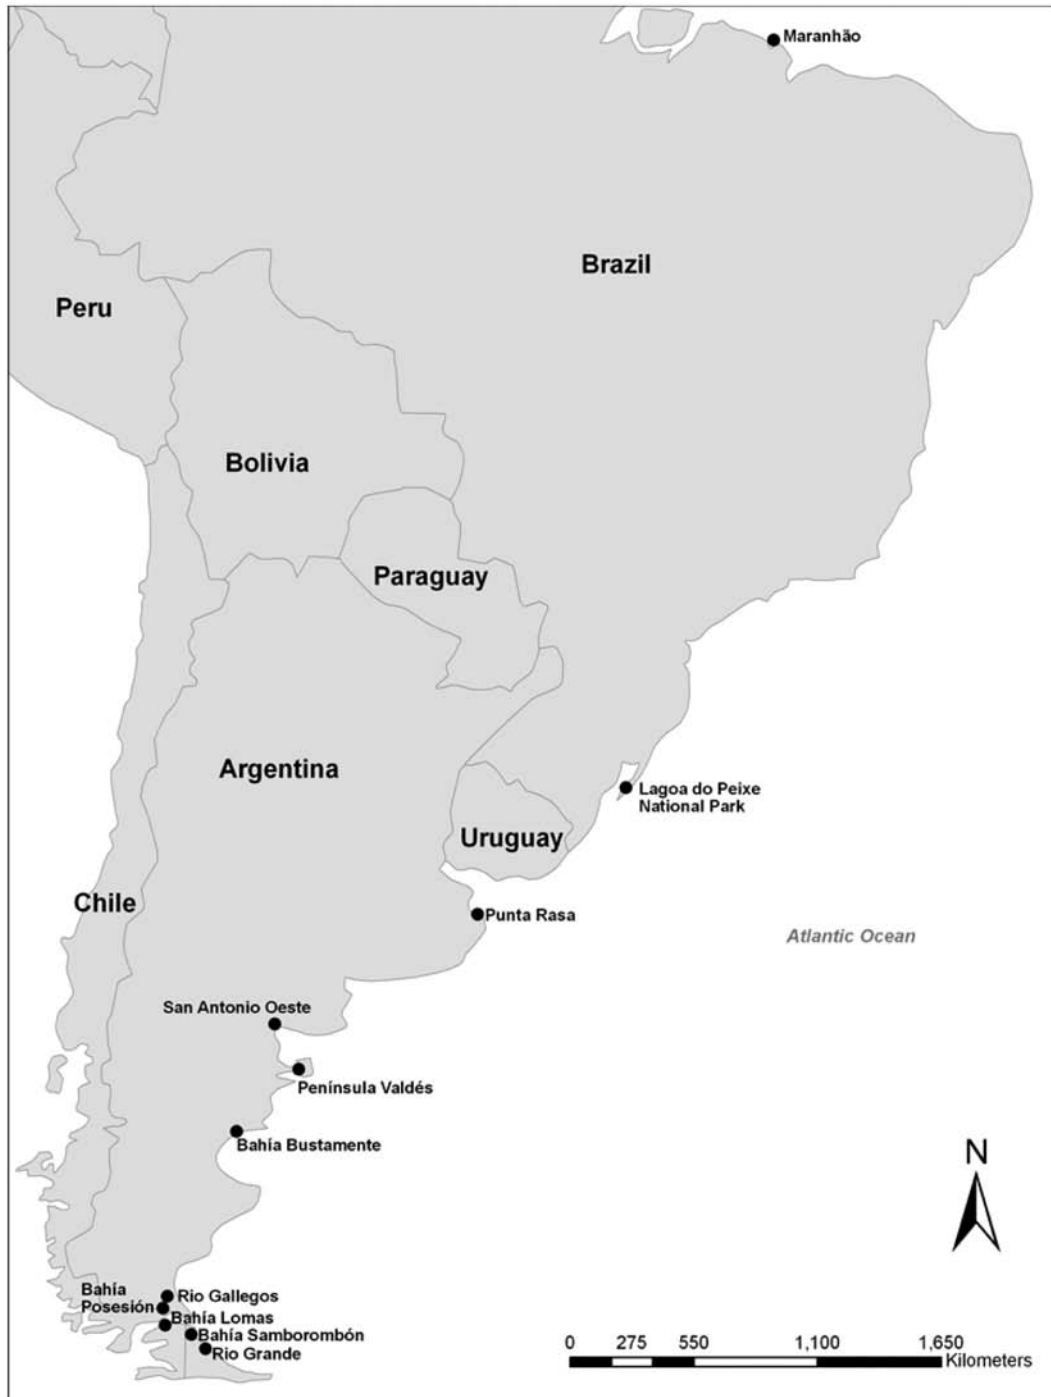 Maranhão
Brazil
Peru
Bolivia
Paraguay
Argentina
Lagoa do Peixe
National Park
Uruguay
Chile
Punta Rasa
Atlantic Ocean
San Antonio Oeste
Península Valdés
Bahía Bustamente
N
Bahía
Posesión
Rio Gallegos
Bahía Lomas
Bahía Samborombón
Rio Grande
0 275 550 1,100 1,650
Kilometers